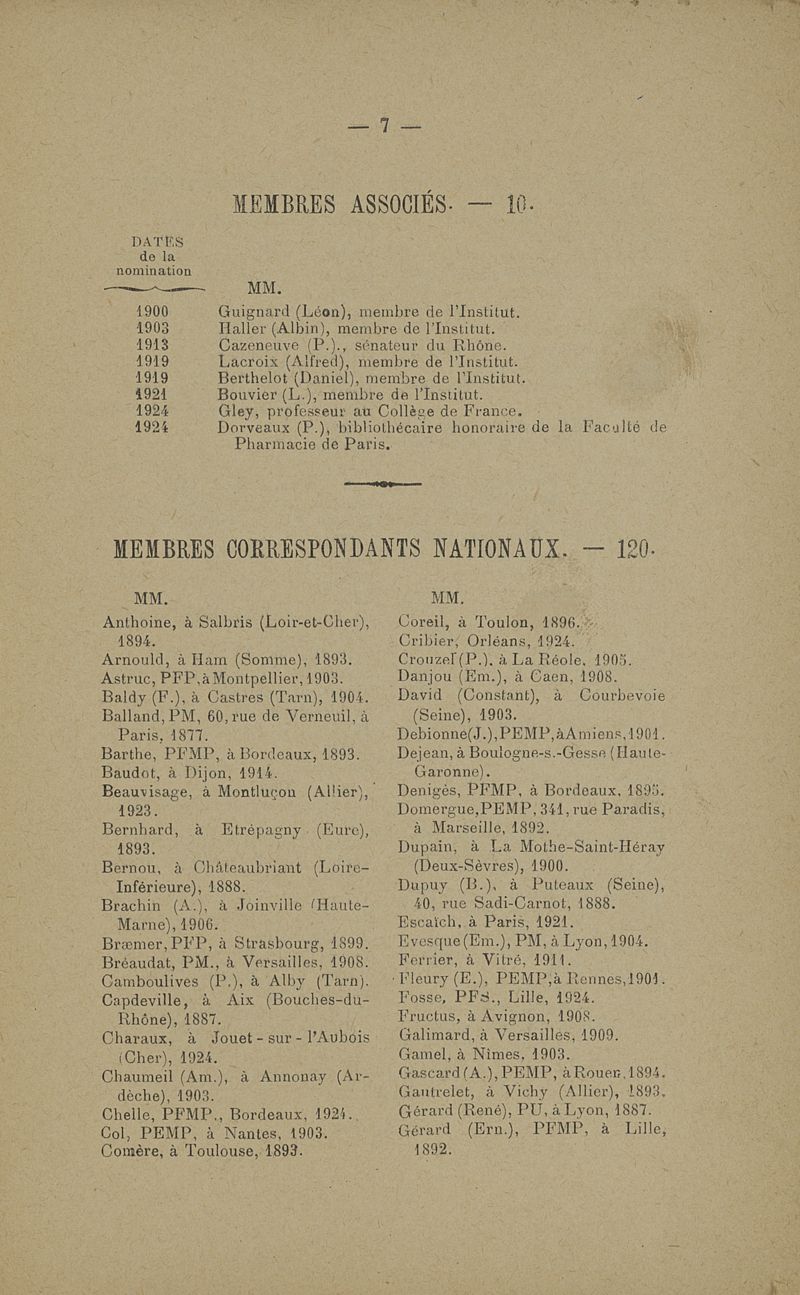 — 7 —
MEMBRES ASSOCIÉS. — 10.
DATES
de la
nomination
MM.
1900 Guignard (Léon), membre de l'Institut.
1903 Haller (Albin), membre de l'Institut.
1913 Cazeneuve (P.)., sénateur du Rhône.
1919 Lacroix (Alfred), membre de l'Institut.
1919 Berthelot (Daniel), membre de l'Institut.
1921 Bouvier (L.), membre de l'Institut.
1924 Gley, professeur au Collège de France.
1924 Dorveaux (P.), bibliothécaire honoraire de la Faculté de
Pharmacie de Paris.
MEMBRES CORRESPONDANTS NATIONAUX. — 120.
MM.
Anthoine, à Salbris (Loir-et-Cher),
1894.
Arnould, à Ham (Somme), 1893.
Astruc, PFP, à Montpellier, 1903.
Baldy (F.), à Castres (Tarn), 1904.
Balland, PM, 60, rue de Verneuil, à
Paris, 1877.
Barthe, PFMP, à Bordeaux, 1893.
Baudot, à Dijon, 1914.
Beauvisage, à Montluçon (Allier),
1923.
Bernhard, à Etrépagny (Eure),
1893.
Bernou, à Châteaubriant (Loire-
Inférieure), 1888.
Brachin (A.), à Joinville (Haute-
Marne), 1906.
Bræmer, PFP, à Strasbourg, 1899.
Bréaudat, PM., à Versailles, 1908.
Camboulives (P.), à Alby (Tarn).
Capdeville, à Aix (Bouches-du-
Rhône), 1887.
Charaux, à Jouet-sur-l'Aubois
(Cher), 1924.
Chaumeil (Am.), à Annonay (Ar-
dèche), 1903.
Chelle, PFMP., Bordeaux, 1924.
Col, PEMP, à Nantes, 1903.
Comère, à Toulouse, 1893.
MM.
Coreil, à Toulon, 1896.
Cribier, Orléans, 1924.
Crouzel (P.), à La Réole, 1905.
Danjou (Em.), à Caen, 1908.
David (Constant), à Courbevoie
(Seine), 1903.
Debionne (J.), PEMP, à Amiens, 1901.
Dejean, à Boulogne-s.-Gesse (Haute-
Garonne).
Denigès, PFMP, à Bordeaux, 1895.
Domergue, PEMP, 341, rue Paradis,
à Marseille, 1892.
Dupain, à La Mothe-Saint-Héray
(Deux-Sèvres), 1900.
Dupuy (B.), à Puteaux (Seine),
40, rue Sadi-Carnot, 1888.
Escaïch, à Paris, 1921.
Evesque (Em.), PM, à Lyon, 1904.
Ferrier, à Vitré, 1911.
Fleury (E.), PEMP, à Rennes, 1901.
Fosse, PFS., Lille, 1924.
Fructus, à Avignon, 1908.
Galimard, à Versailles, 1909.
Gamel, à Nîmes, 1903.
Gascard (A.), PEMP, à Rouen, 1894.
Gautrelet, à Vichy (Allier), 1893.
Gérard (René), PU, à Lyon, 1887.
Gérard (Ern.), PFMP, à Lille,
1892.